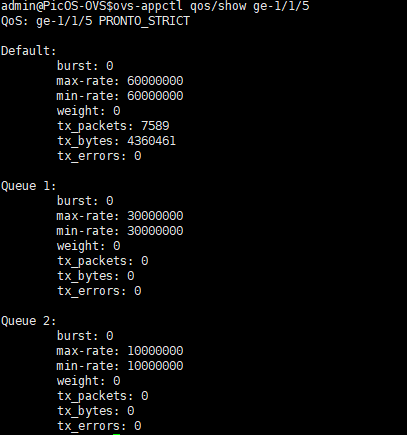 admin@PicOS-OVS$ovs-appctl qos/show ge-1/1/5
QoS: ge-1/1/5 PRONTO_STRICT
Default:
burst: 0
max-rate: 60000000
min-rate: 60000000
weight: 0
tx_packets: 7589
tx_bytes: 4360461
tx_errors: 0
Queue 1:
burst: 0
max-rate: 30000000
min-rate: 30000000
weight: 0
tx_packets: 0
tx_bytes: 0
tx_errors: 0
Queue 2:
burst: 0
max-rate: 10000000
min-rate: 10000000
weight: 0
tx_packets: 0
tx_bytes: 0
tx_errors: 0